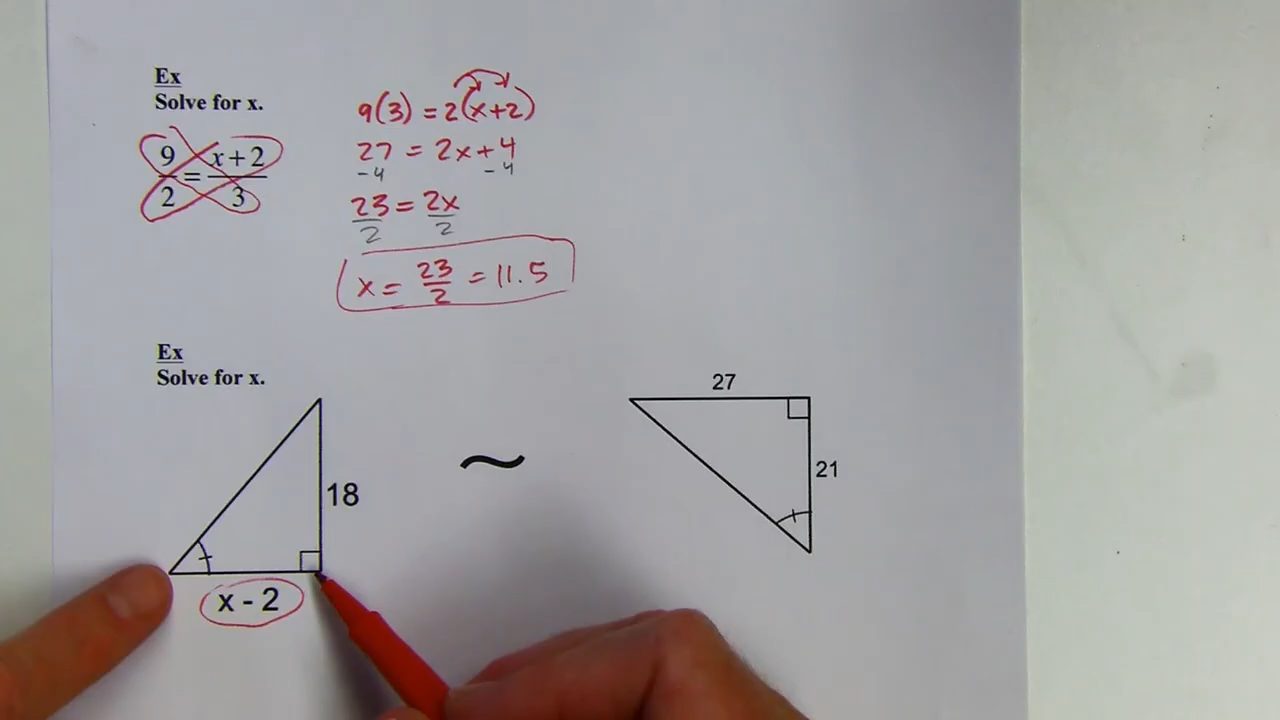 Ex
Solve for x.
9/2 = x+2/3
9(3) = 2(x+2)
27 = 2x+4
-4 -4
23 = 2x
2 2
x = 23/2 = 11.5
Ex
Solve for x.
27
18
~
21
x - 2